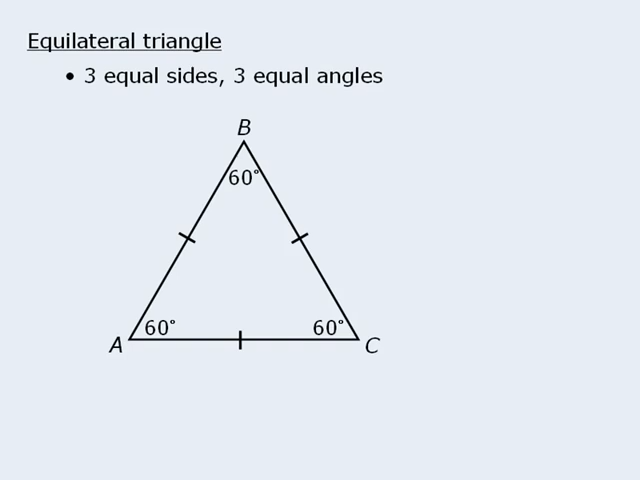 Equilateral triangle
• 3 equal sides, 3 equal angles
B
60°
60°
60°
A
C